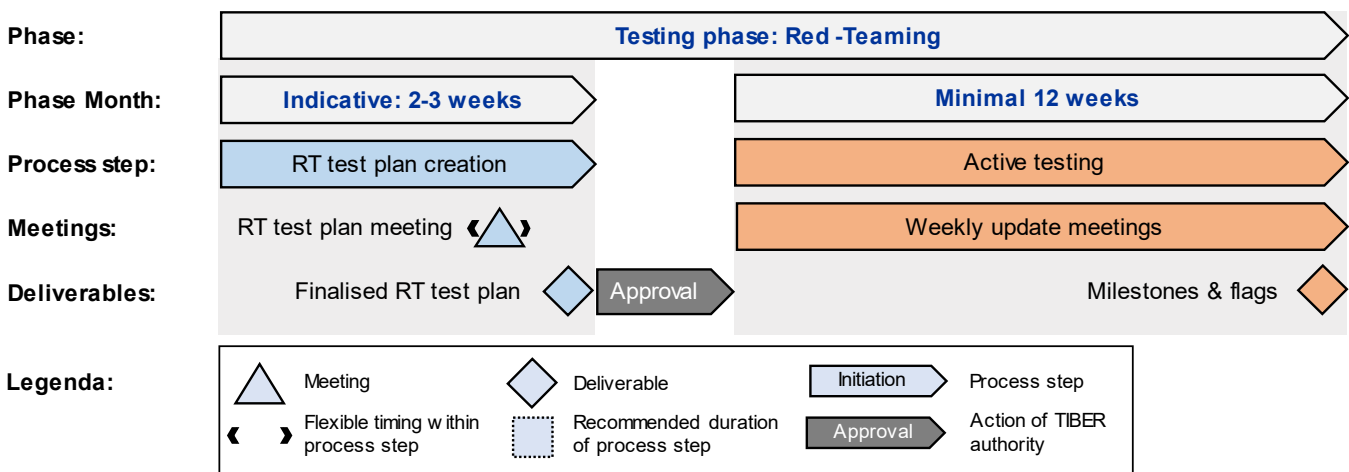 Phase:
Testing phase: Red -Teaming
Phase Month:
Indicative: 2-3 weeks
Minimal 12 weeks
Process step:
RT test plan creation
Active testing
Meetings:
RT test plan meeting
Weekly update meetings
Deliverables:
Finalised RT test plan
Approval
Milestones & flags
Legenda:
Meeting
Deliverable
Initiation
Process step
Flexible timing within
process step
Recommended duration
of process step
Approval
Action of TIBER
authority